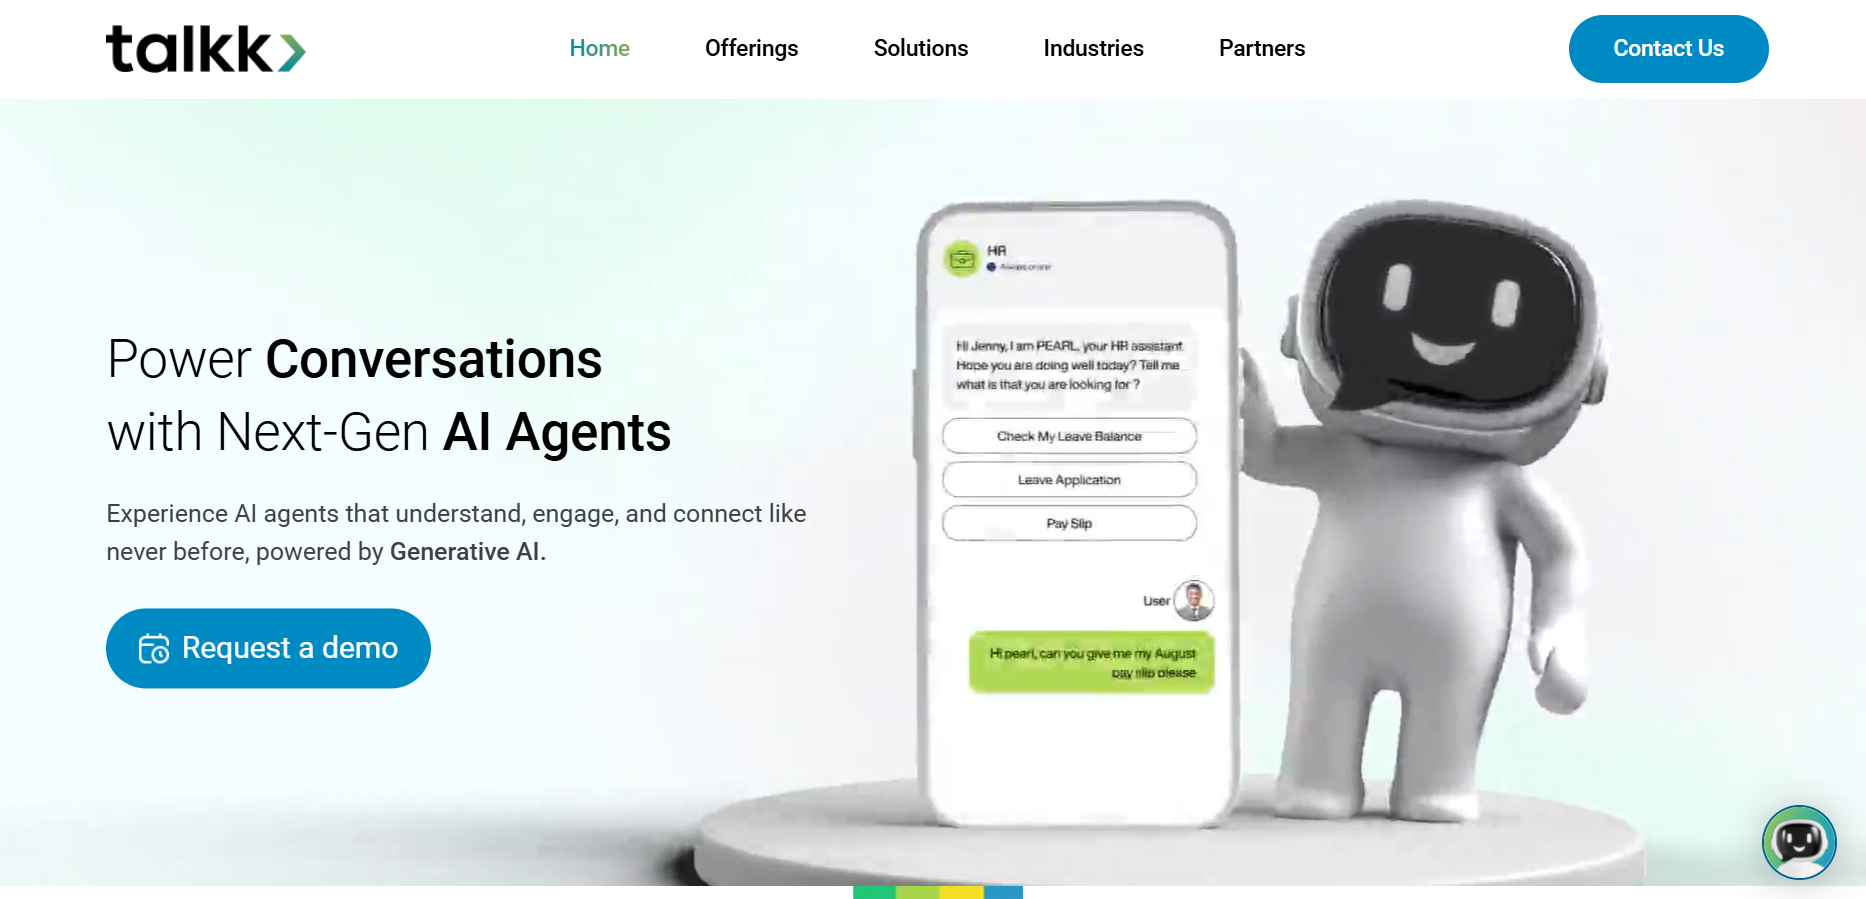 talkk
Home
Offerings
Solutions
Industries
Partners
Contact Us
Power Conversations
with Next-Gen AI Agents
Experience AI agents that understand, engage, and connect like
never before, powered by Generative AI.
Request a demo
HR
Always online
Hi Jenny, I am PEARL, your HR assistant.
Hope you are doing well today? Tell me
what is that you are looking for ?
Check My Leave Balance
Leave Application
Pay Slip
User
Hi pearl, can you give me my August
pay slip please